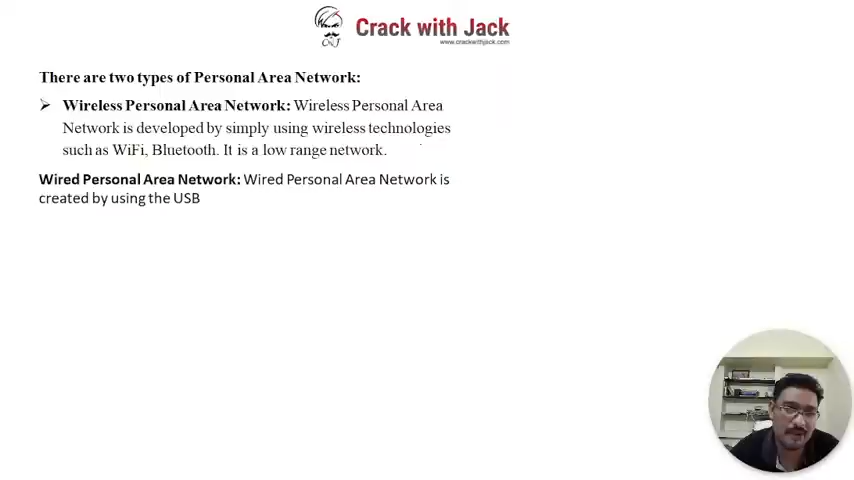 Crack with Jack
www.crackwithjack.com
There are two types of Personal Area Network:
➢ Wireless Personal Area Network: Wireless Personal Area
Network is developed by simply using wireless technologies
such as WiFi, Bluetooth. It is a low range network.
Wired Personal Area Network: Wired Personal Area Network is
created by using the USB